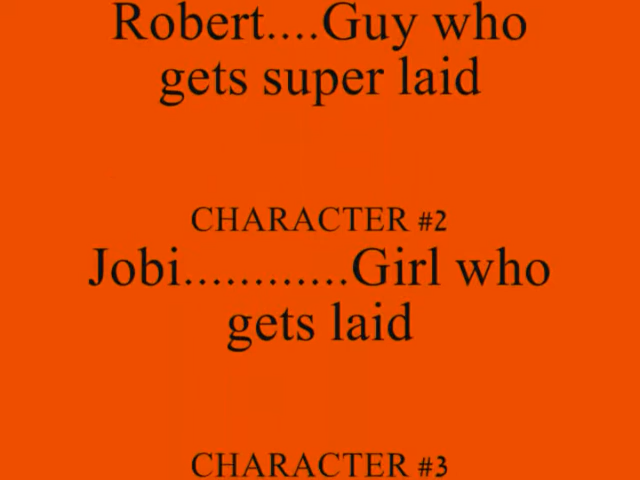 Robert....Guy who
gets super laid
CHARACTER #2
Jobi............Girl who
gets laid
CHARACTER #3